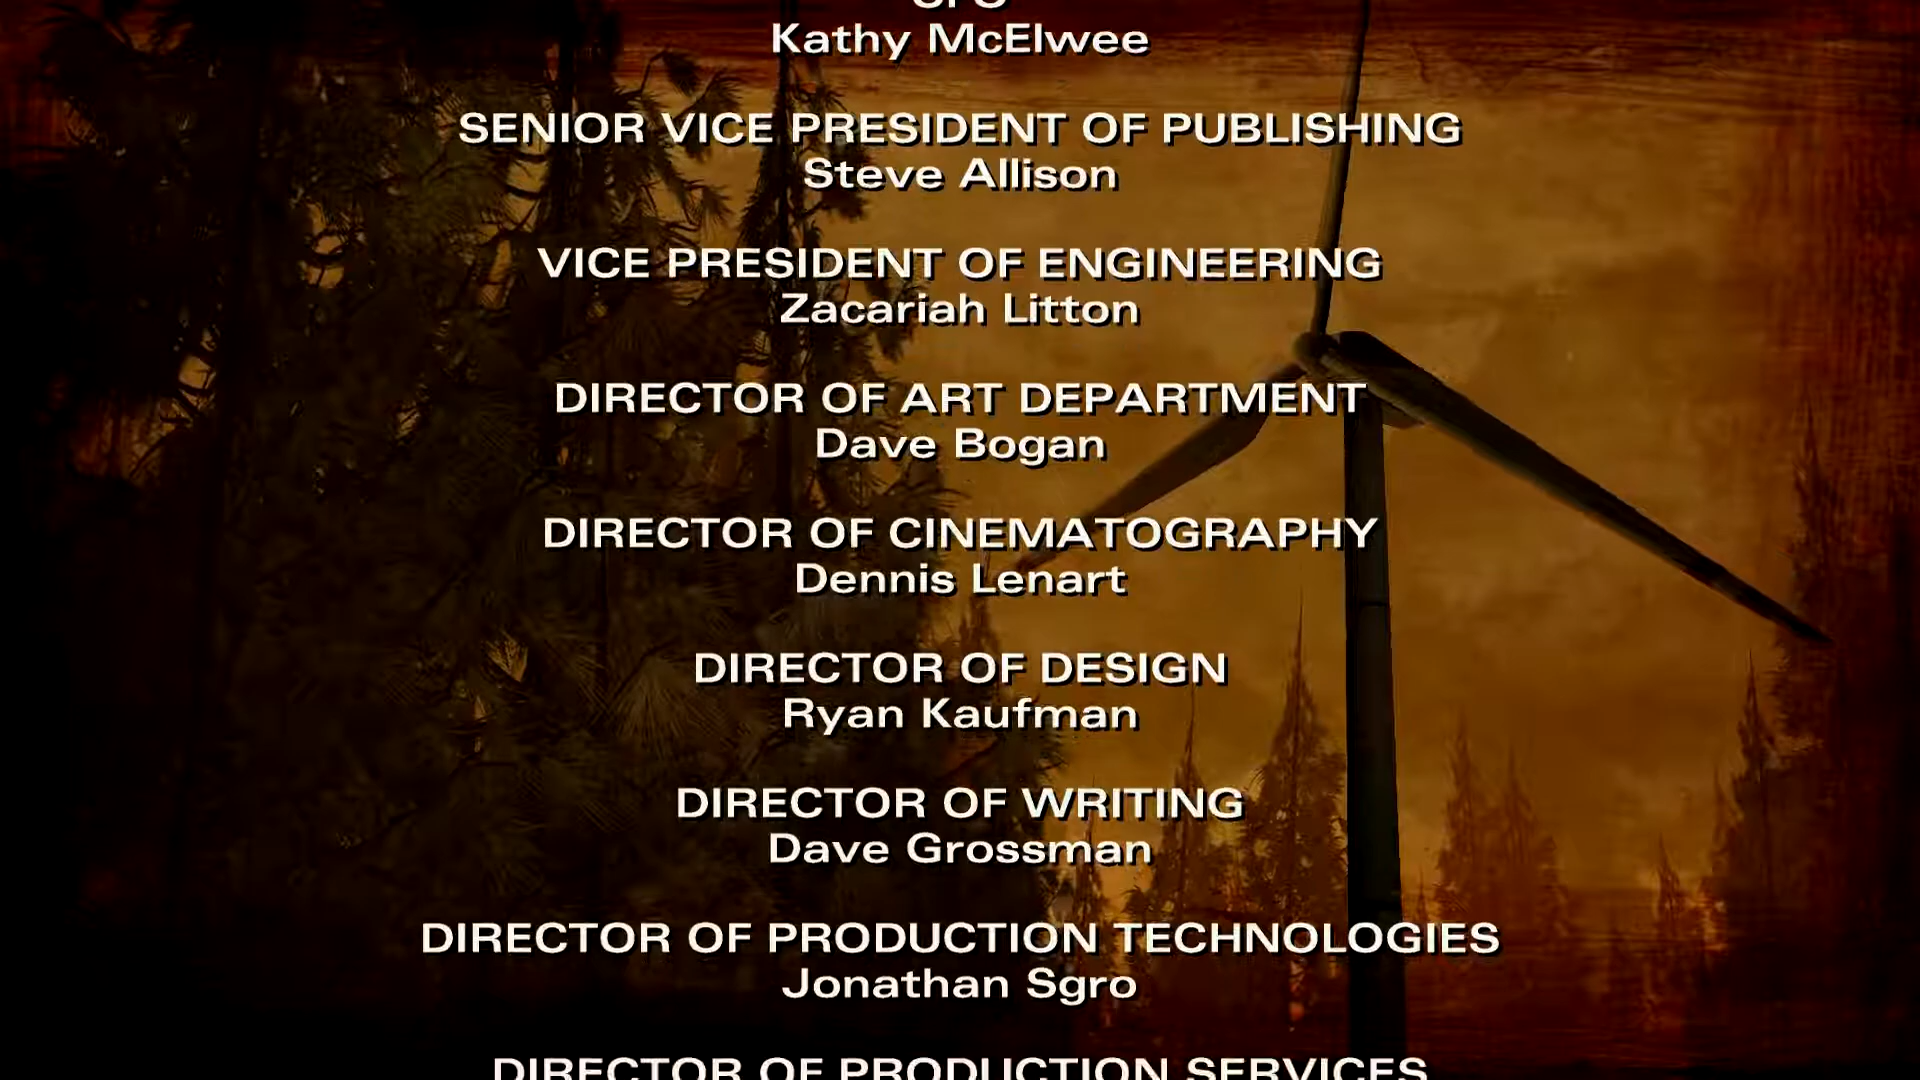 Kathy McElwee
SENIOR VICE PRESIDENT OF PUBLISHING
Steve Allison
VICE PRESIDENT OF ENGINEERING
Zacariah Litton
DIRECTOR OF ART DEPARTMENT
Dave Bogan
DIRECTOR OF CINEMATOGRAPHY
Dennis Lenart
DIRECTOR OF DESIGN
Ryan Kaufman
DIRECTOR OF WRITING
Dave Grossman
DIRECTOR OF PRODUCTION TECHNOLOGIES
Jonathan Sgro
DIRECTOR OF PRODUCTION SERVICES